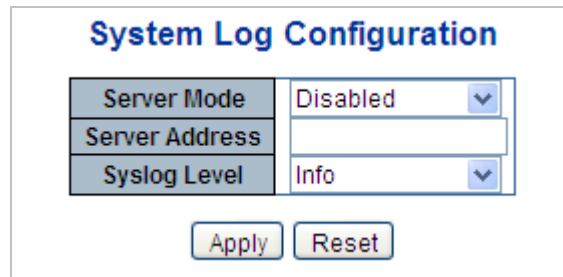 System Log Configuration
Server Mode Disabled
Server Address
Syslog Level Info
Apply Reset